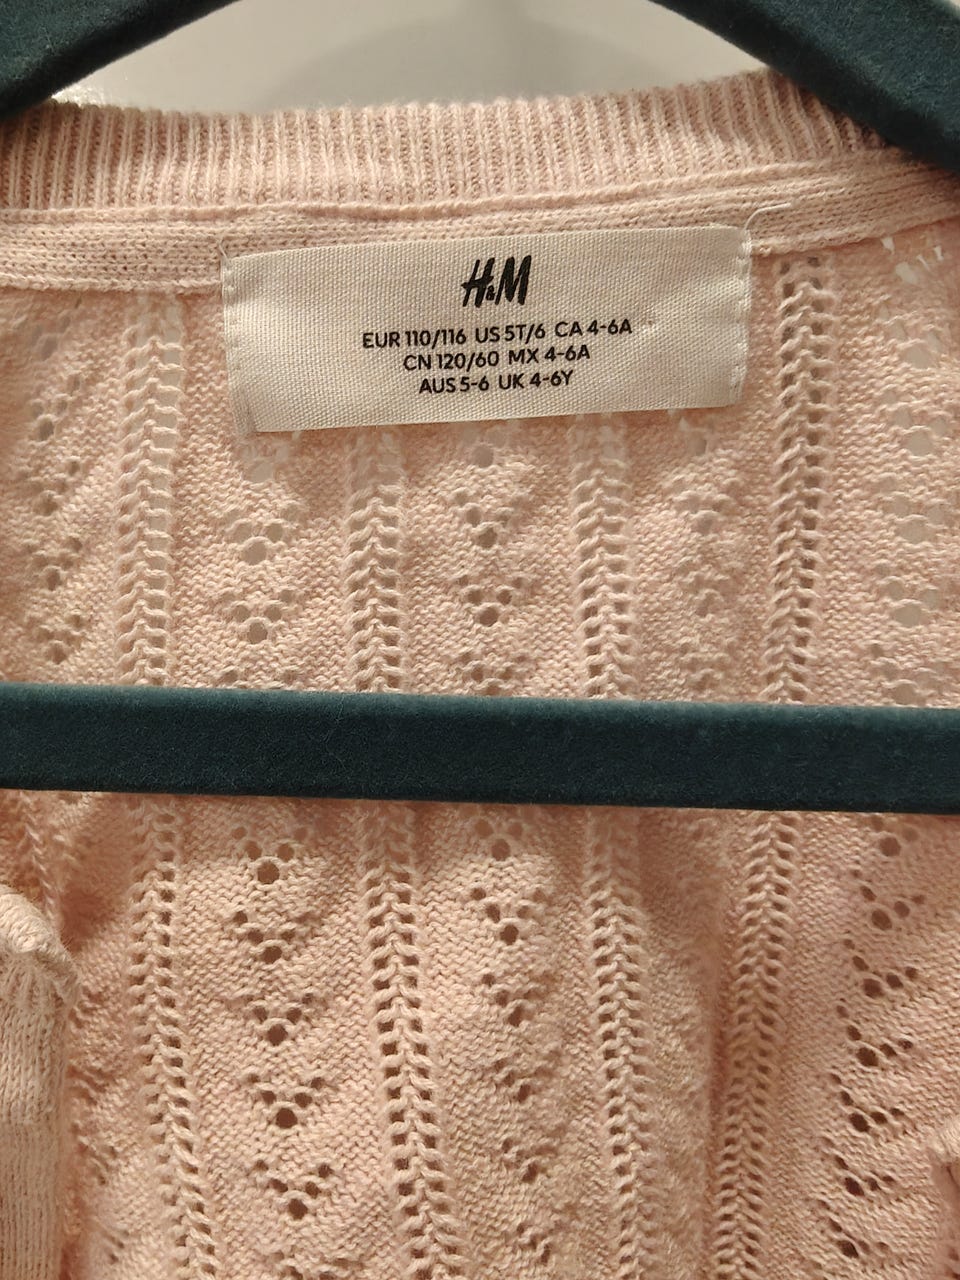 H&M
EUR 110/116 US 5T/6 CA 4-6A
CN 120/60 MX 4-6A
AUS 5-6 UK 4-6Y